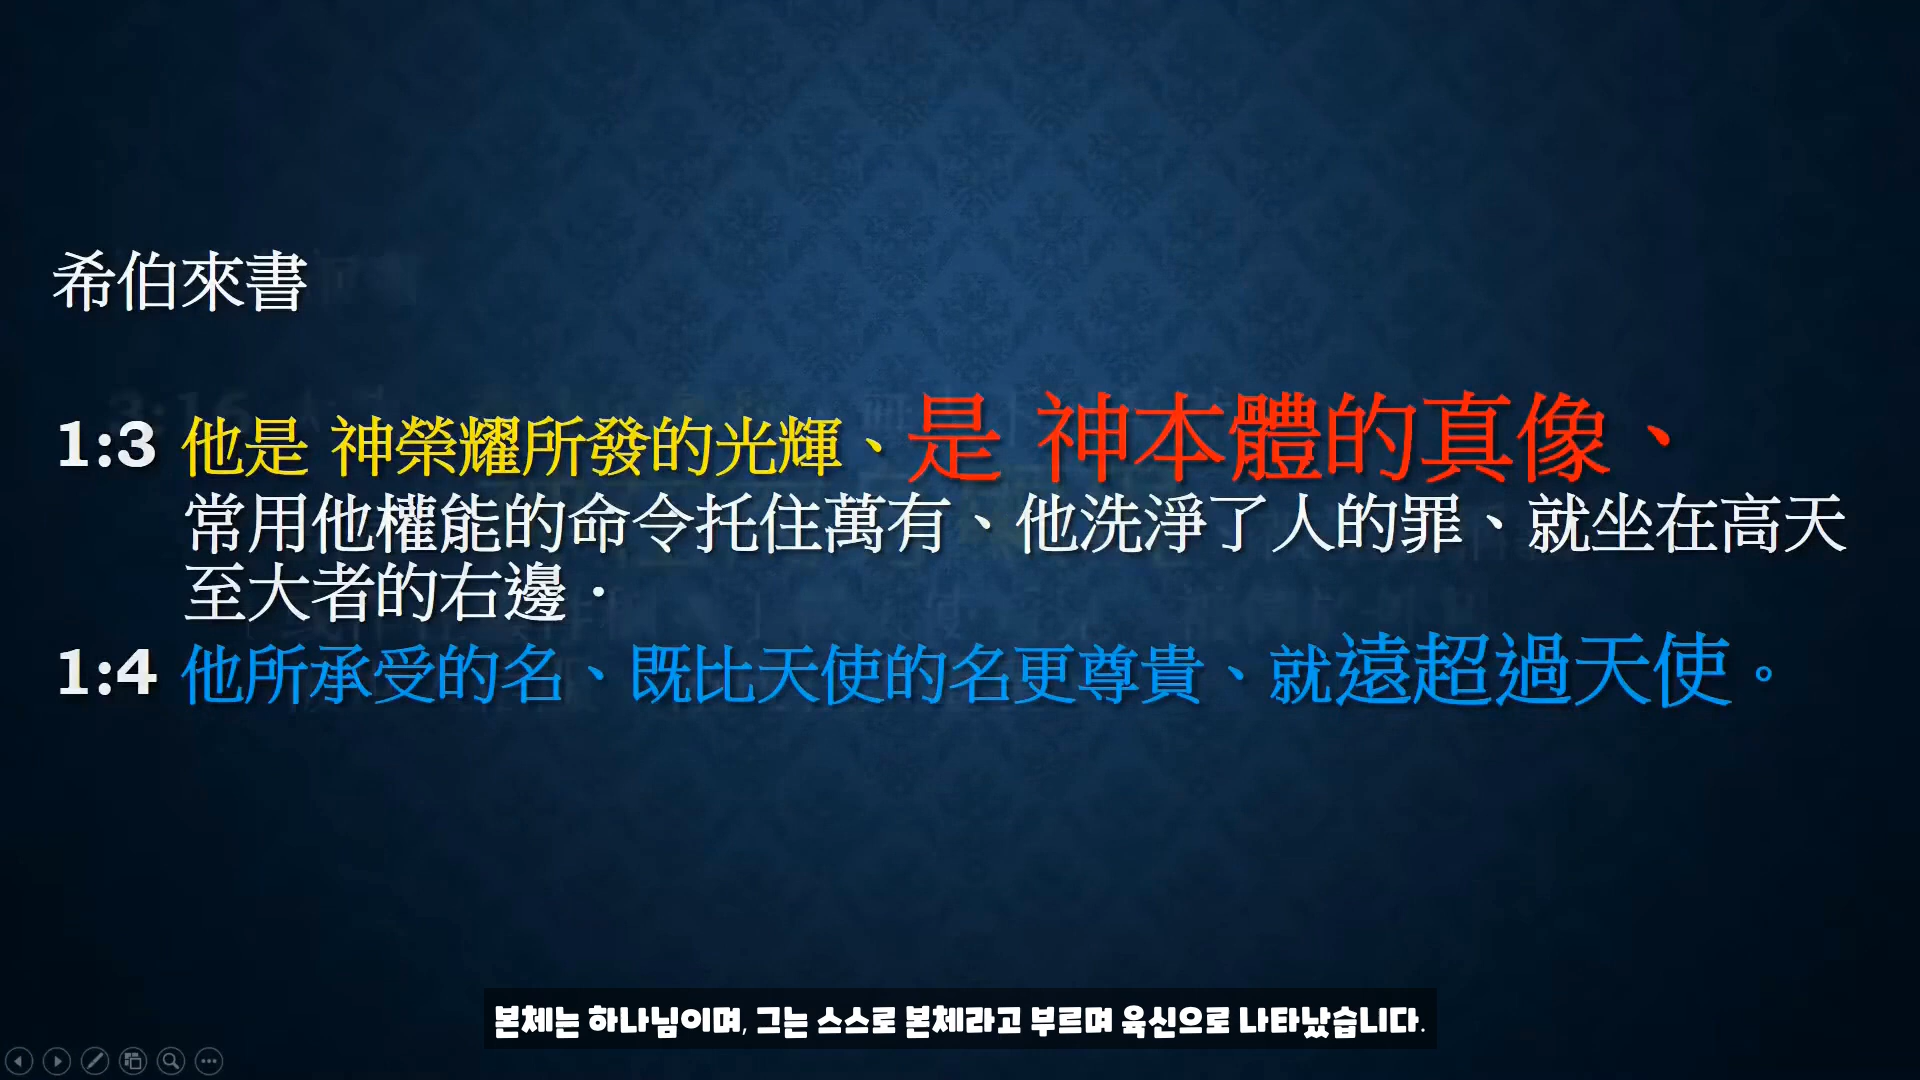 希伯來書
1:3 他是 神榮耀所發的光輝、是 神本體的真像、
常用他權能的命令托住萬有、他洗淨了人的罪、就坐在高天
至大者的右邊．
1:4 他所承受的名、既比天使的名更尊貴、就遠超過天使。
본체는 하나님이며, 그는 스스로 본체라고 부르며 육신으로 나타났습니다.